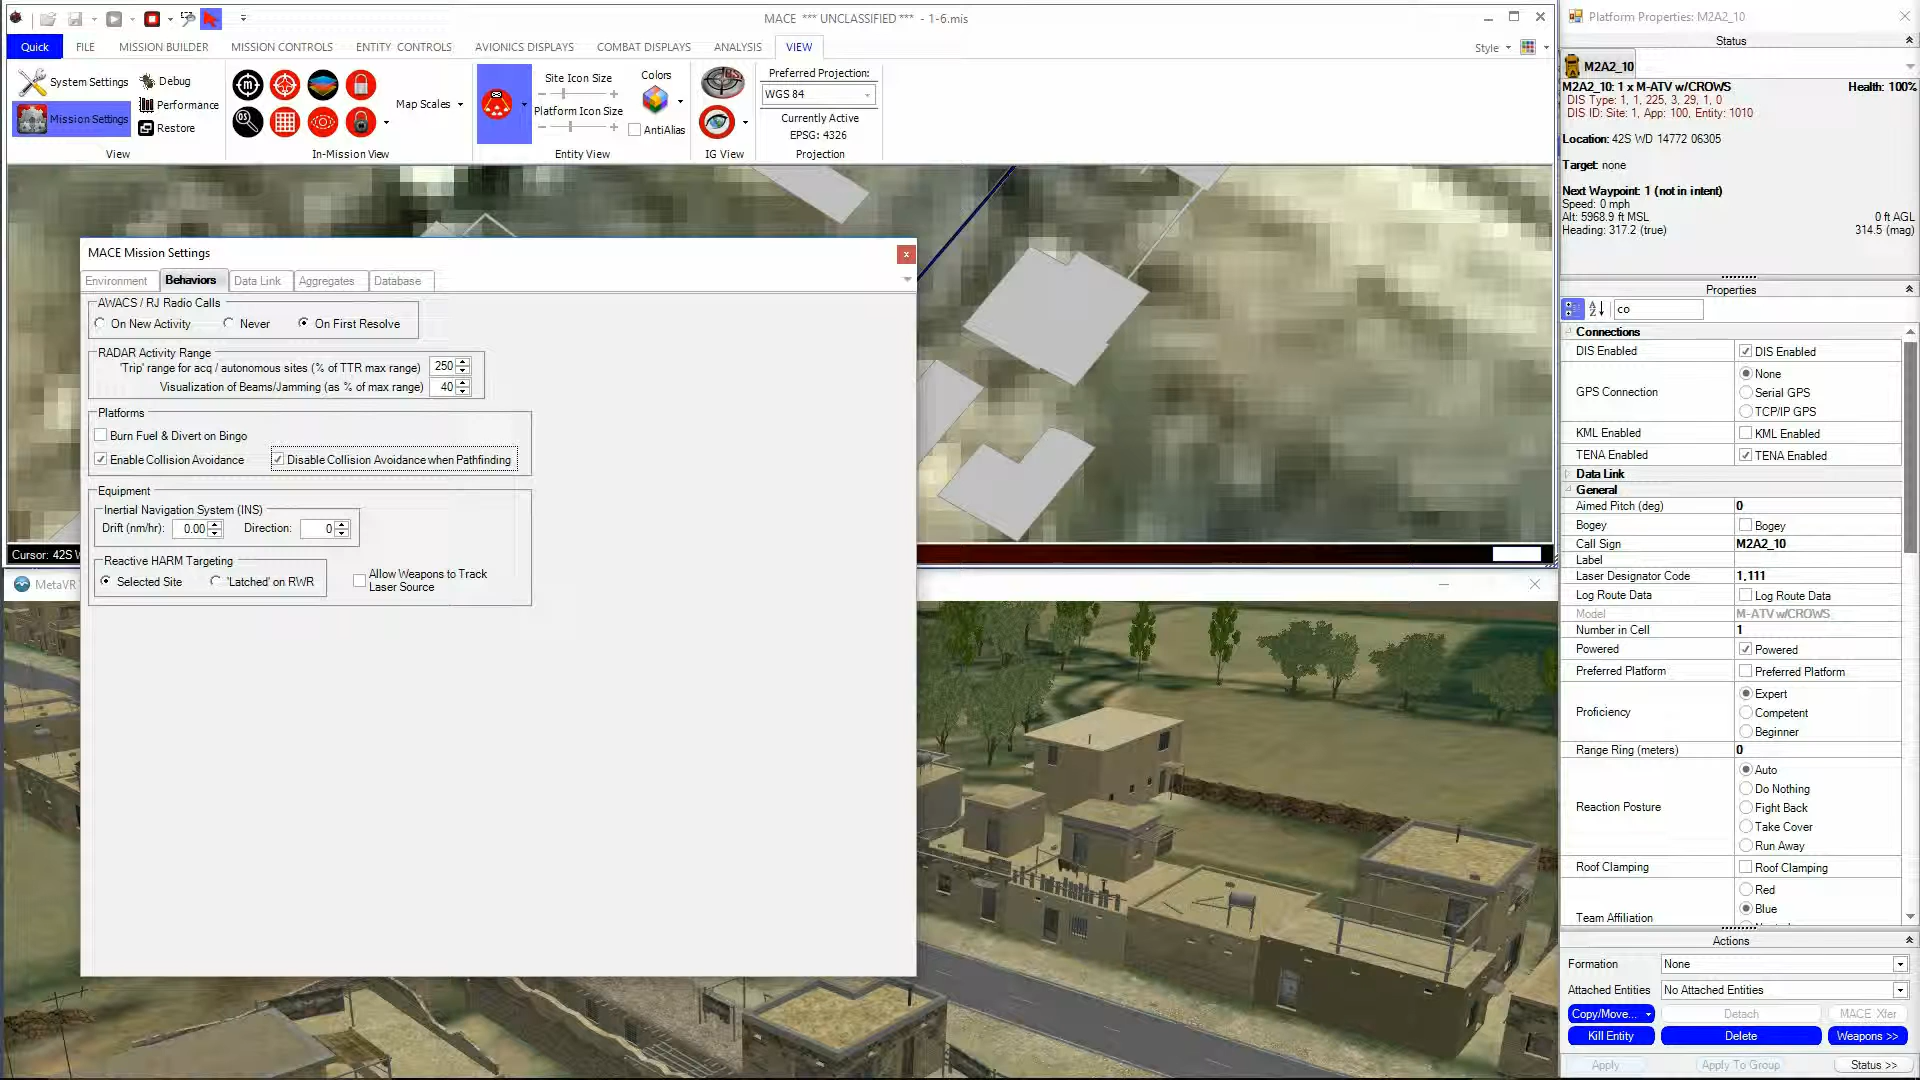 MACE *** UNCLASSIFIED *** - 1-6.mis
Quick FILE MISSION BUILDER MISSION CONTROLS ENTITY CONTROLS AVIONICS DISPLAYS COMBAT DISPLAYS ANALYSIS VIEW Style
System Settings
Mission Settings
Debug
Performance
Restore
View
Map Scales
In-Mission View
Site Icon Size
Platform Icon Size
Colors
AntiAlias
Entity View
IG View
Preferred Projection:
WGS 84
Currently Active
EPSG: 4326
Projection
MACE Mission Settings
Environment Behaviors Data Link Aggregates Database
AWACS / RJ Radio Calls
On New Activity Never On First Resolve
RADAR Activity Range
'Trip' range for acq / autonomous sites (% of TTR max range) 250
Visualization of Beams/Jamming (as % of max range) 40
Platforms
Burn Fuel & Divert on Bingo
Enable Collision Avoidance Disable Collision Avoidance when Pathfinding
Equipment
Inertial Navigation System (INS)
Drift (nm/hr): 0.00 Direction: 0
Reactive HARM Targeting
Selected Site 'Latched' on RWR
Allow Weapons to Track
Laser Source
Cursor: 42S W
MetaVR
Platform Properties: M2A2_10
Status
M2A2_10
M2A2_10: 1 x M-ATV w/CROWS Health: 100%
DIS Type: 1, 1, 225, 3, 29, 1, 0
DIS ID: Site: 1, App: 100, Entity: 1010
Location: 42S WD 14772 06305
Target: none
Next Waypoint: 1 (not in intent)
Speed: 0 mph
Alt: 5968.9 ft MSL 0 ft AGL
Heading: 317.2 (true) 314.5 (mag)
Properties
co
Connections
DIS Enabled DIS Enabled
GPS Connection
None
Serial GPS
TCP/IP GPS
KML Enabled KML Enabled
TENA Enabled TENA Enabled
Data Link
General
Aimed Pitch (deg) 0
Bogey Bogey
Call Sign M2A2_10
Label
Laser Designator Code 1,111
Log Route Data Log Route Data
Model M-ATV w/CROWS
Number in Cell 1
Powered Powered
Preferred Platform Preferred Platform
Proficiency
Expert
Competent
Beginner
Range Ring (meters) 0
Reaction Posture
Auto
Do Nothing
Fight Back
Take Cover
Run Away
Roof Clamping Roof Clamping
Team Affiliation
Red
Blue
Actions
Formation None
Attached Entities No Attached Entities
Copy/Move... Detach MACE Xfer
Kill Entity Delete Weapons >>
Apply Apply To Group Status >>